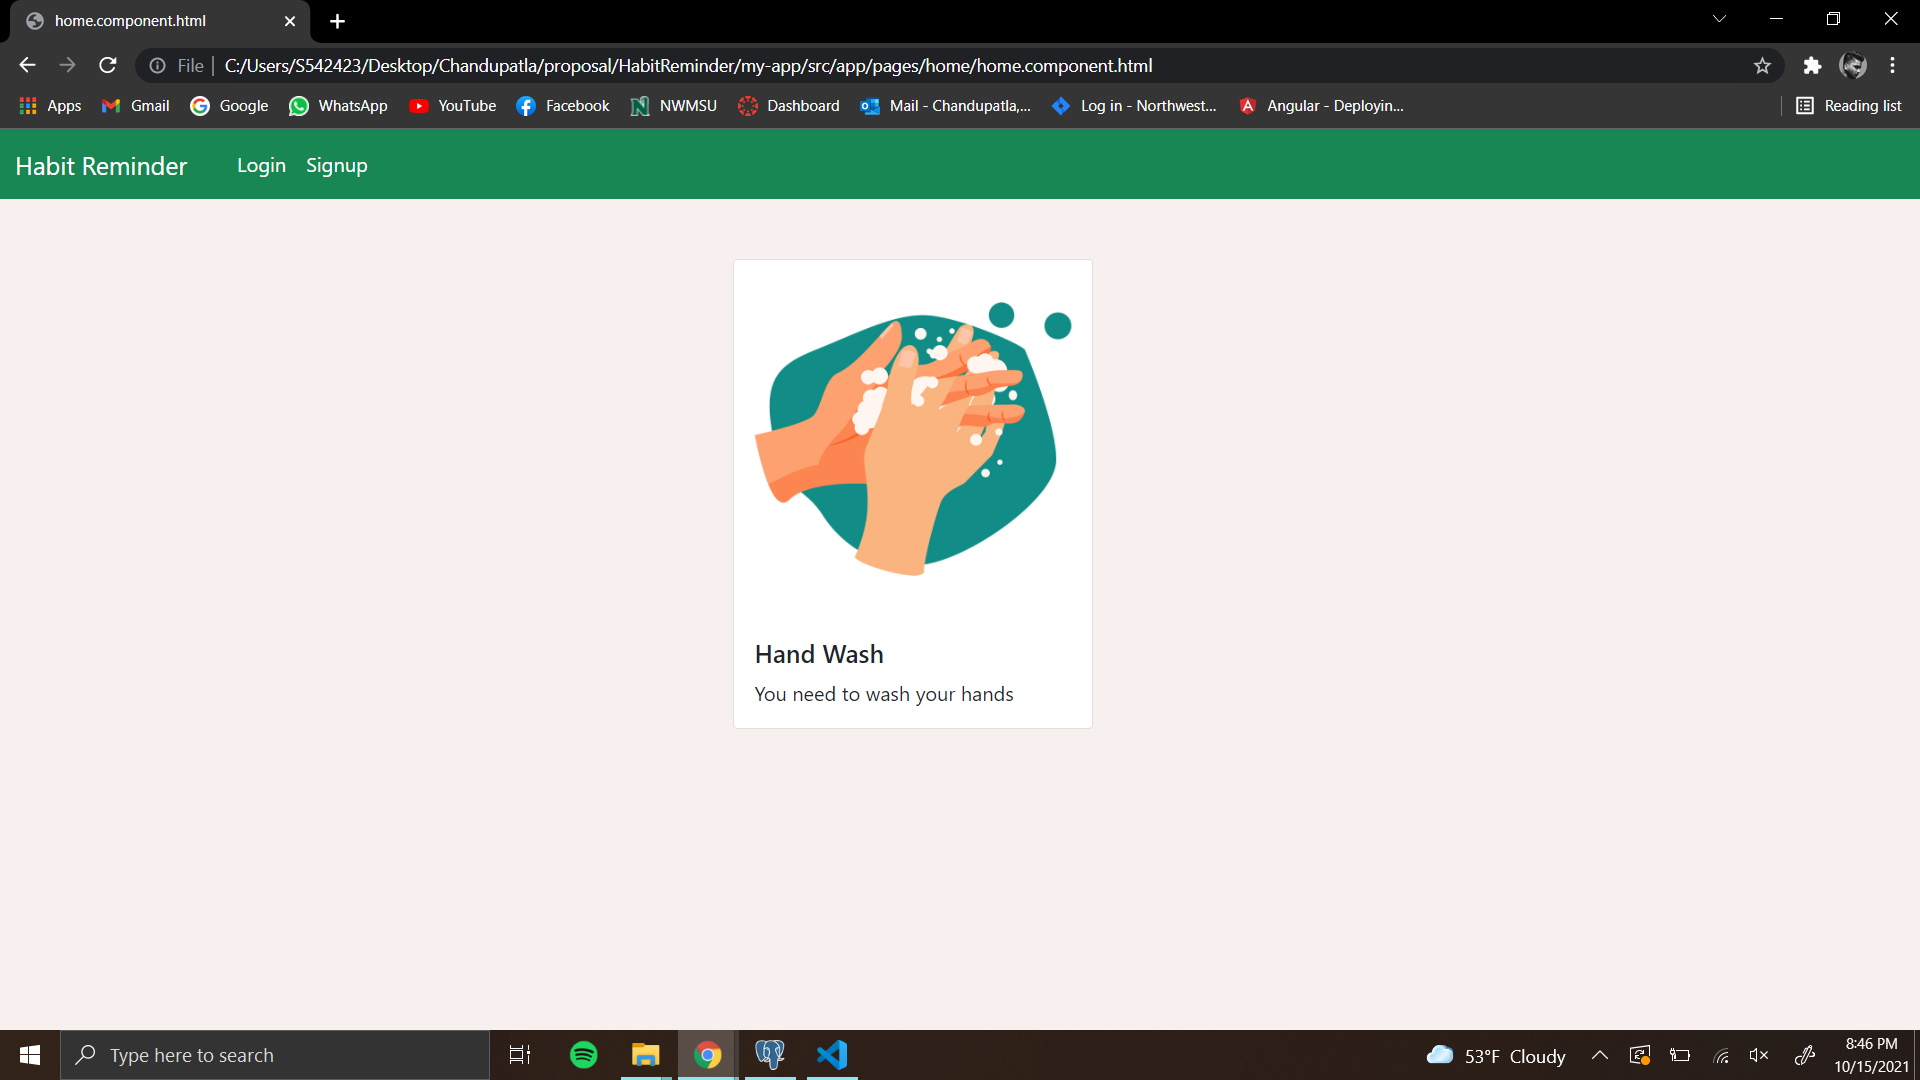 home.component.html
File | C:/Users/S542423/Desktop/Chandupatla/proposal/HabitReminder/my-app/src/app/pages/home/home.component.html
Apps Gmail Google WhatsApp YouTube Facebook NWMSU Dashboard Mail - Chandupatla,... Log in - Northwest... Angular - Deployin... Reading list
Habit Reminder Login Signup
Hand Wash
You need to wash your hands
Type here to search 53°F Cloudy 8:46 PM
10/15/2021